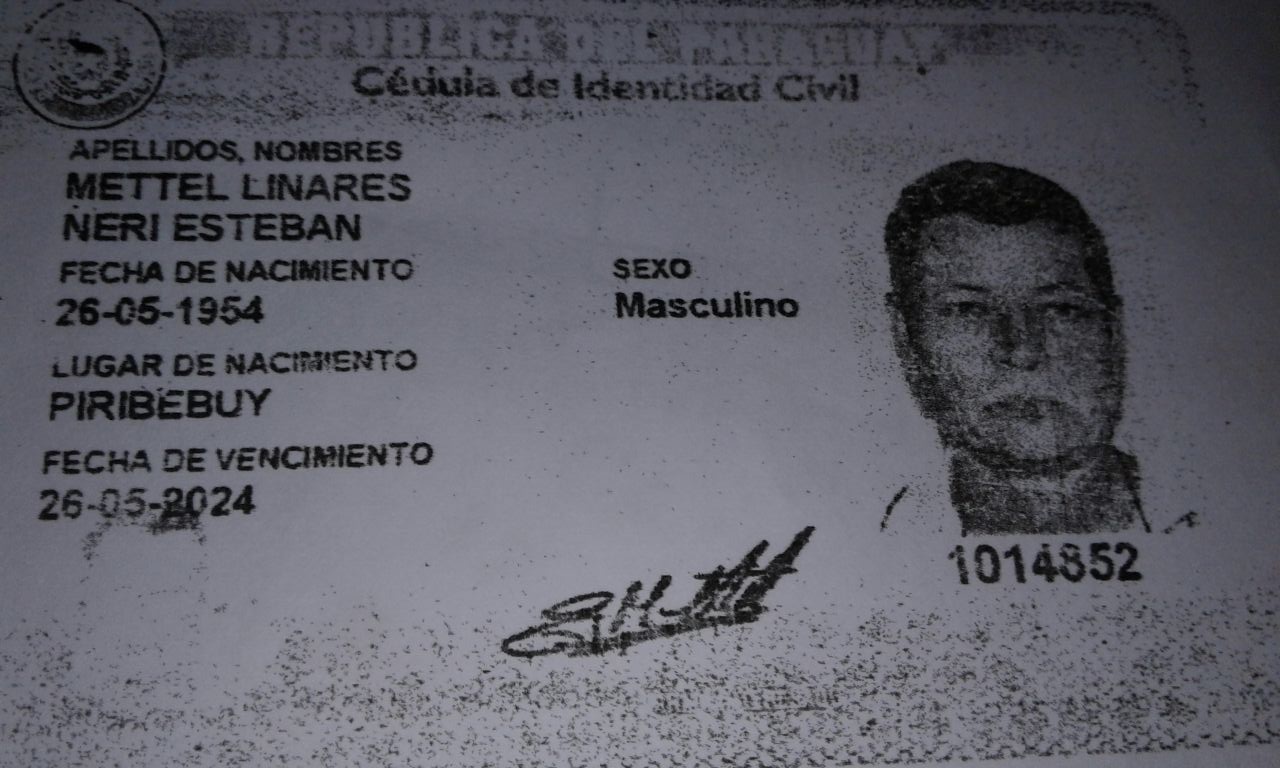 REPUBLICA DEL PARAGUAY
Cédula de Identidad Civil
APELLIDOS, NOMBRES
METTEL LINARES
NERI ESTEBAN
FECHA DE NACIMIENTO
26-05-1954
SEXO
Masculino
LUGAR DE NACIMIENTO
PIRIBEBUY
FECHA DE VENCIMIENTO
26-05-2024
1014852